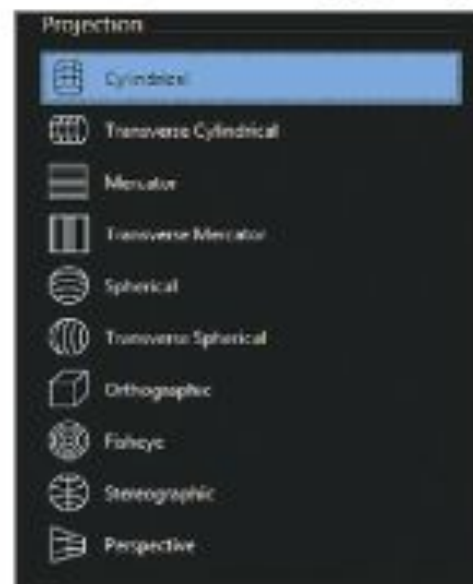 Projection
Cylindrical
Transverse Cylindrical
Mercator
Transverse Mercator
Spherical
Transverse Spherical
Orthographic
Fisheye
Stereographic
Perspective